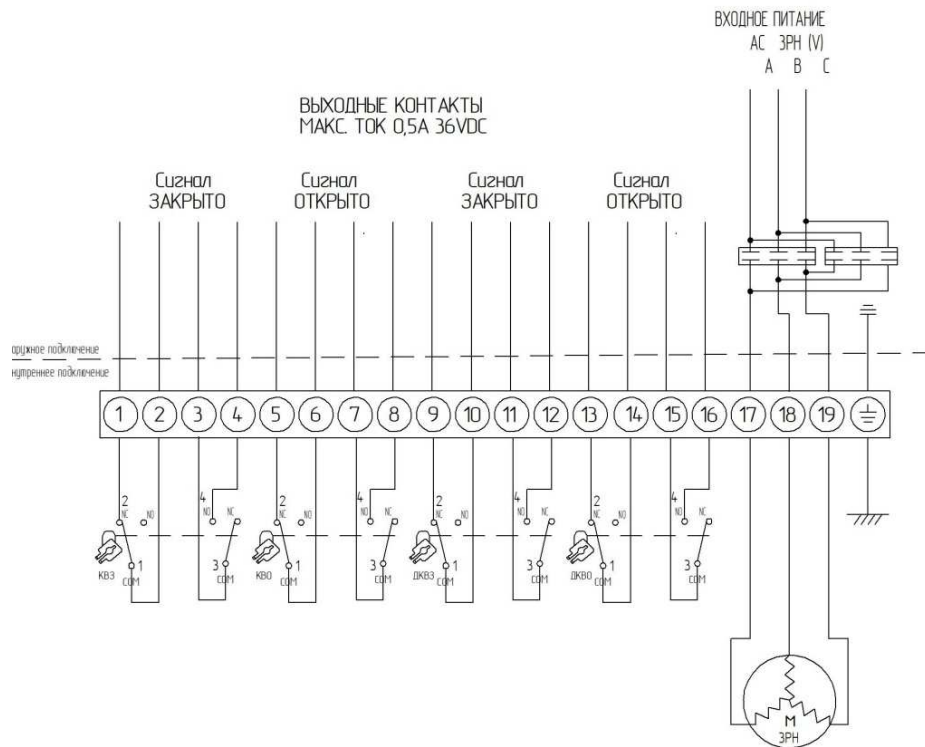 ВХОДНОЕ ПИТАНИЕ
AC 3PH (V)
A B C
ВЫХОДНЫЕ КОНТАКТЫ
МАКС. ТОК 0,5А 36VDC
Сигнал
ЗАКРЫТО
Сигнал
ОТКРЫТО
Сигнал
ЗАКРЫТО
Сигнал
ОТКРЫТО
аружное подключение
нутреннее подключение
1 2 3 4 5 6 7 8 9 10 11 12 13 14 15 16 17 18 19
2 4 2 4 2 4 2 4
NC NO NO NC NC NO NO NC NC NO NO NC NC NO NO NC
1 3 1 3 1 3 1 3
КВЗ COM COM КВО COM COM ДКВЗ COM COM ДКВО COM COM
M
3PH